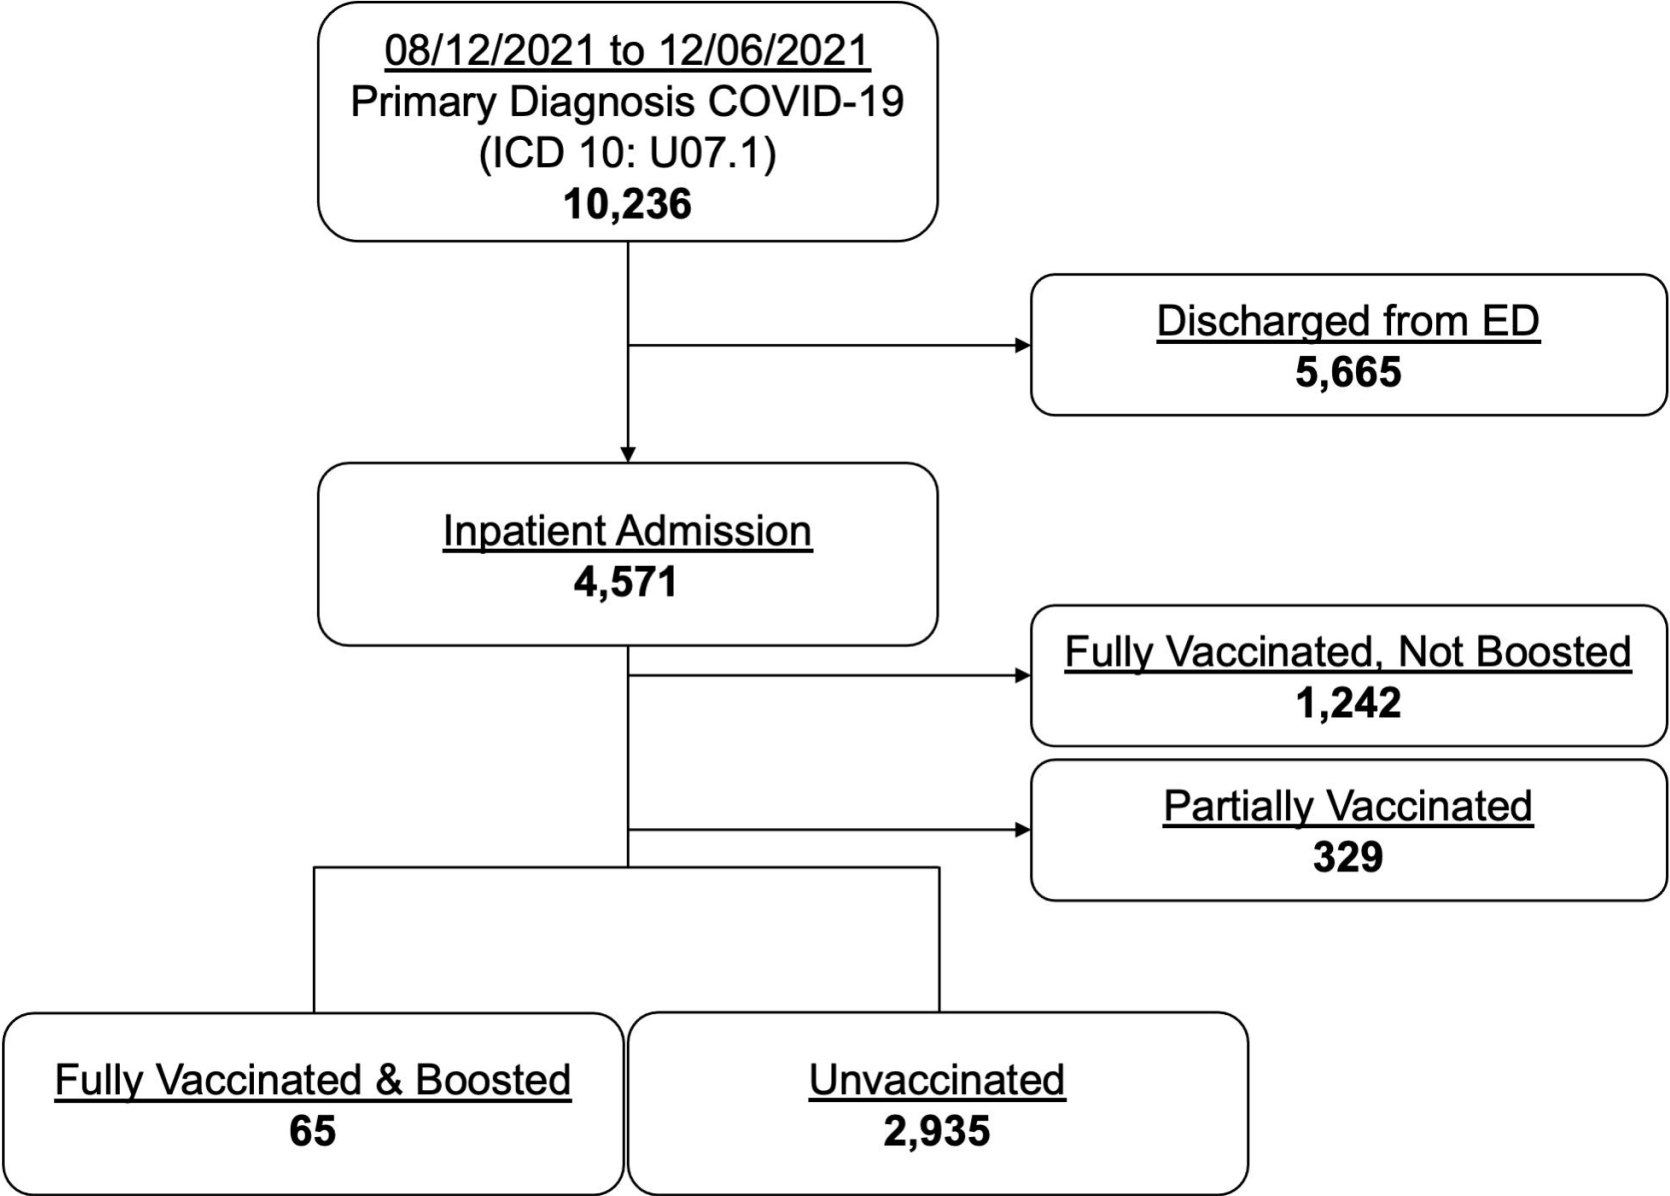 08/12/2021 to 12/06/2021
Primary Diagnosis COVID-19
(ICD 10: U07.1)
10,236
Discharged from ED
5,665
Inpatient Admission
4,571
Fully Vaccinated, Not Boosted
1,242
Partially Vaccinated
329
Fully Vaccinated & Boosted
65
Unvaccinated
2,935